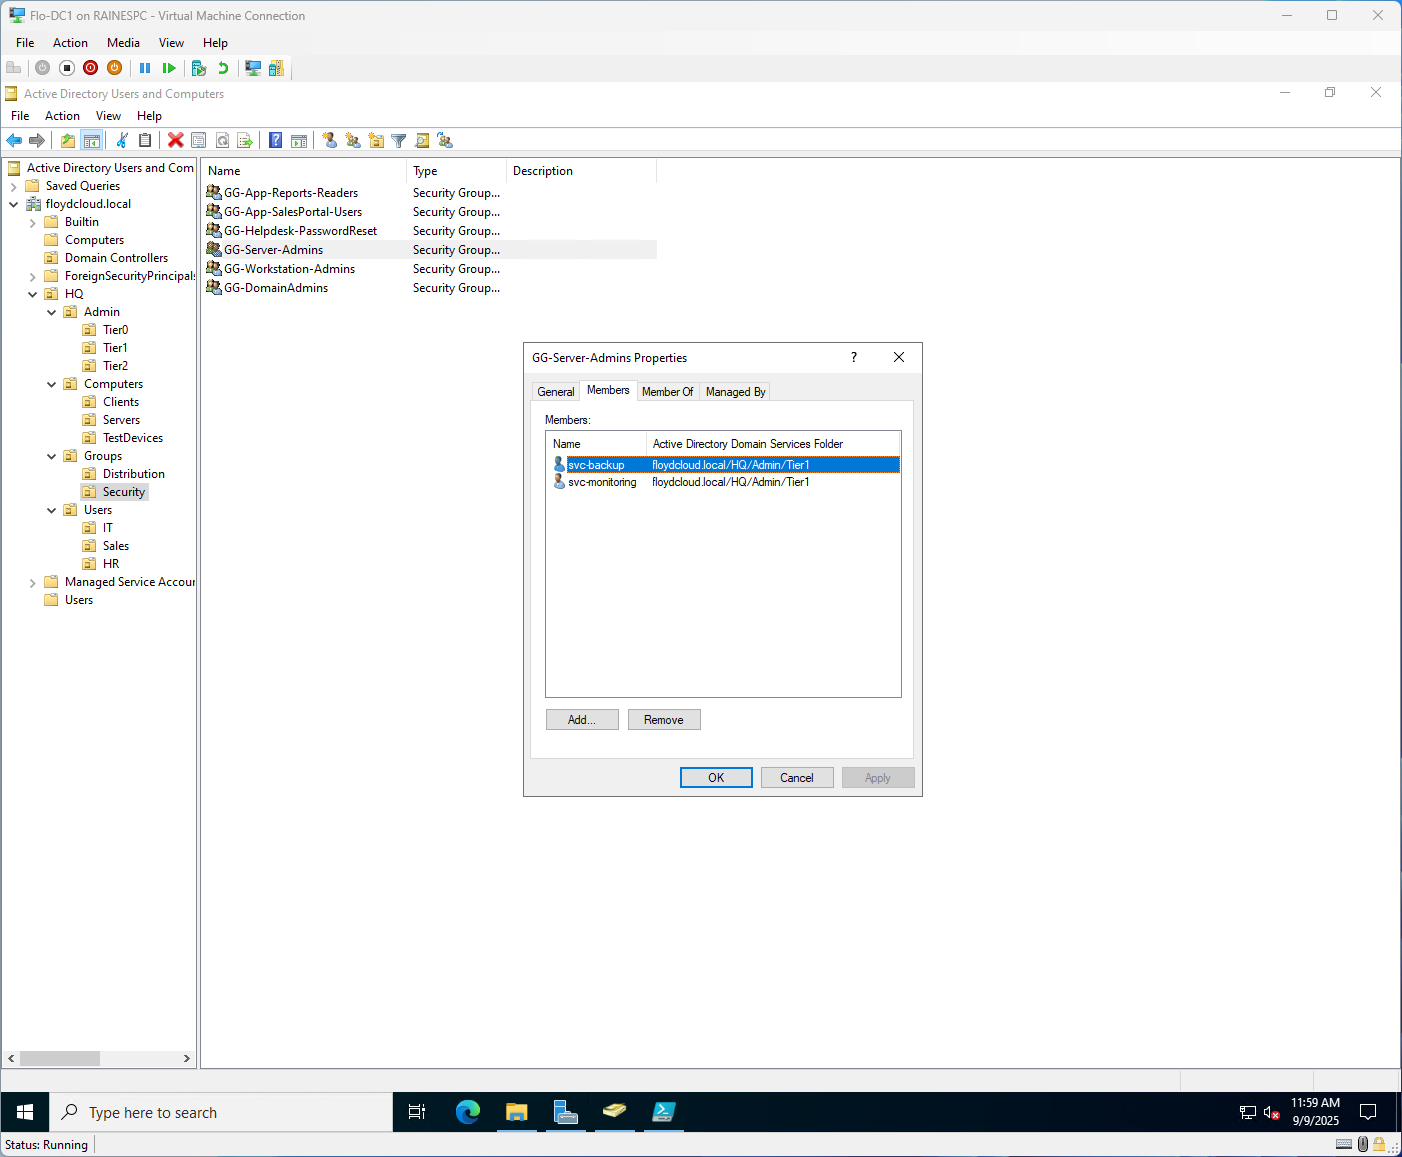 Flo-DC1 on RAINESPC - Virtual Machine Connection
File Action Media View Help
Active Directory Users and Computers
File Action View Help
Active Directory Users and Com
Saved Queries
floydcloud.local
Builtin
Computers
Domain Controllers
ForeignSecurityPrincipals
HQ
Admin
Tier0
Tier1
Tier2
Computers
Clients
Servers
TestDevices
Groups
Distribution
Security
Users
IT
Sales
HR
Managed Service Accour
Users
Name Type Description
GG-App-Reports-Readers Security Group...
GG-App-SalesPortal-Users Security Group...
GG-Helpdesk-PasswordReset Security Group...
GG-Server-Admins Security Group...
GG-Workstation-Admins Security Group...
GG-DomainAdmins Security Group...
GG-Server-Admins Properties ?
General Members Member Of Managed By
Members:
Name Active Directory Domain Services Folder
svc-backup floydcloud.local/HQ/Admin/Tier1
svc-monitoring floydcloud.local/HQ/Admin/Tier1
Add... Remove
OK Cancel Apply
Type here to search
11:59 AM
9/9/2025
Status: Running